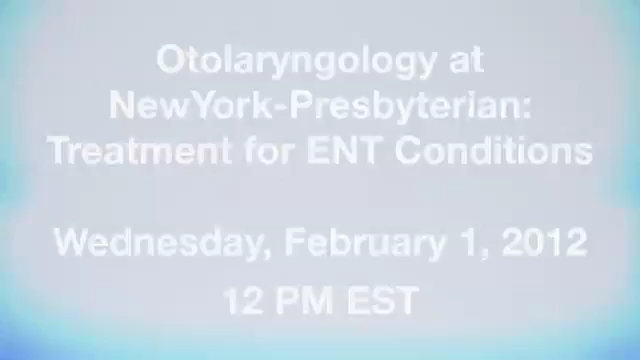 Otolaryngology at
NewYork-Presbyterian:
Treatment for ENT Conditions
Wednesday, February 1, 2012
12 PM EST